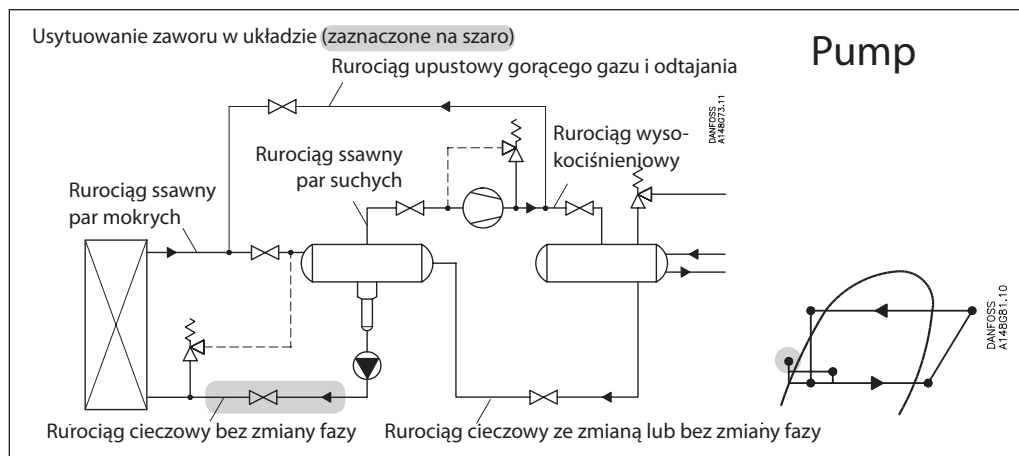 Usytuowanie zaworu w układzie (zaznaczone na szaro)
Pump
Rurociąg upustowy gorącego gazu i odtajania
DANFOSS
A148G73.11
Rurociąg wyso-
kociśnieniowy
Rurociąg ssawny
par suchych
Rurociąg ssawny
par mokrych
DANFOSS
A148G81.10
Rurociąg cieczowy bez zmiany fazy
Rurociąg cieczowy ze zmianą lub bez zmiany fazy